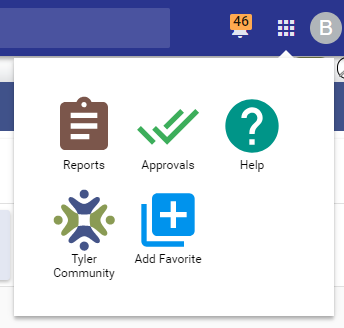 46
B
Reports
Approvals
Help
Tyler
Community
Add Favorite